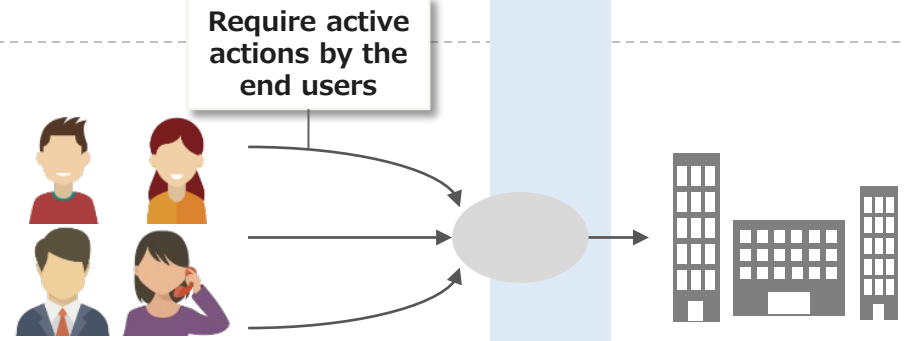 Require active
actions by the
end users